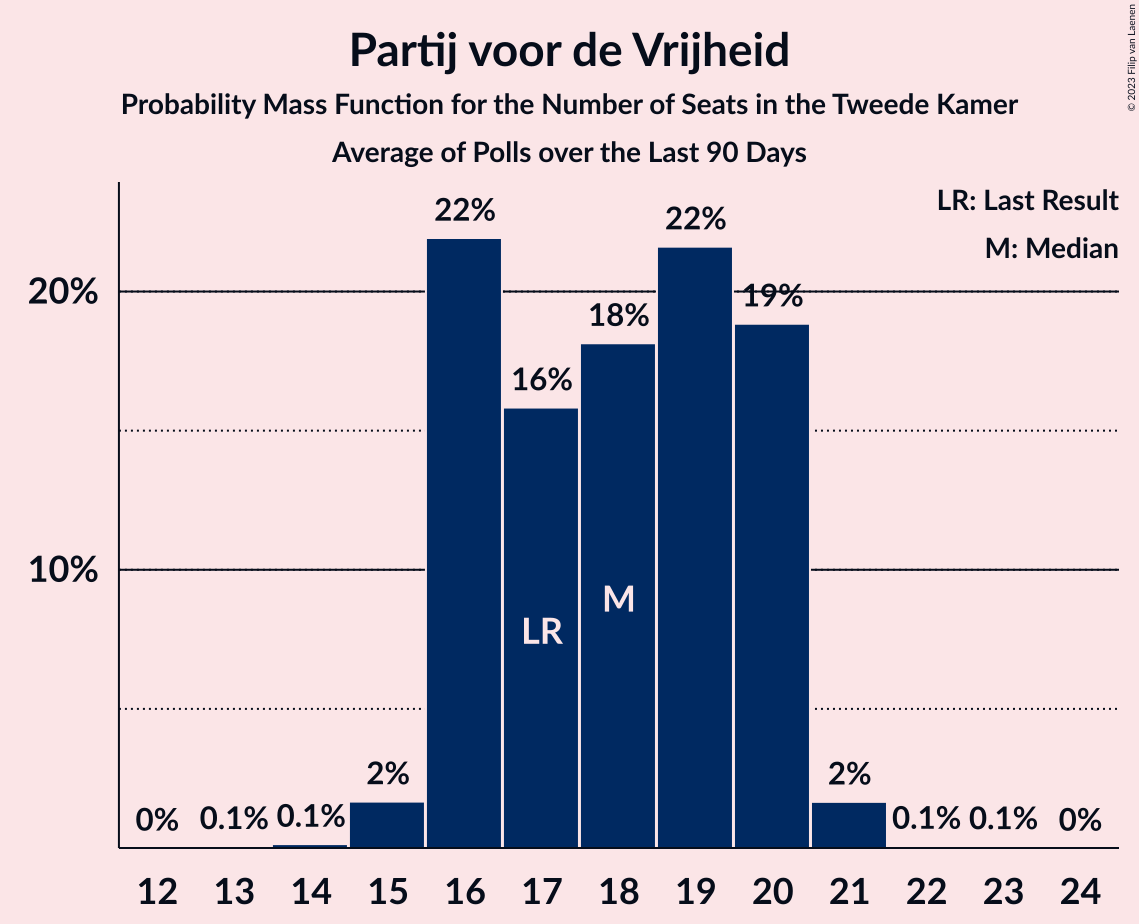 Partij voor de Vrijheid
Probability Mass Function for the Number of Seats in the Tweede Kamer
Average of Polls over the Last 90 Days
© 2023 Filip van Laenen
LR: Last Result
M: Median
22%
22%
20%
19%
18%
16%
10%
M
LR
2%
2%
0%
0.1%
0.1%
0.1%
0.1%
0%
12 13 14 15 16 17 18 19 20 21 22 23 24